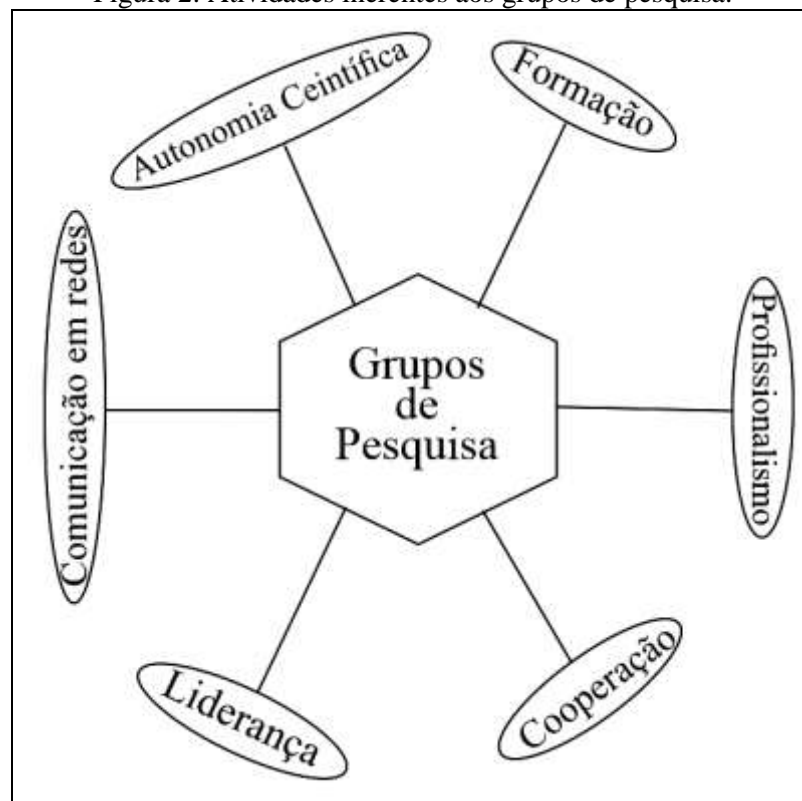 Figura 2: Atividades inerentes aos grupos de pesquisa.
Autonomia Ceintífica
Formação
Comunicação em redes
Grupos
de
Pesquisa
Profissionalismo
Liderança
Cooperação